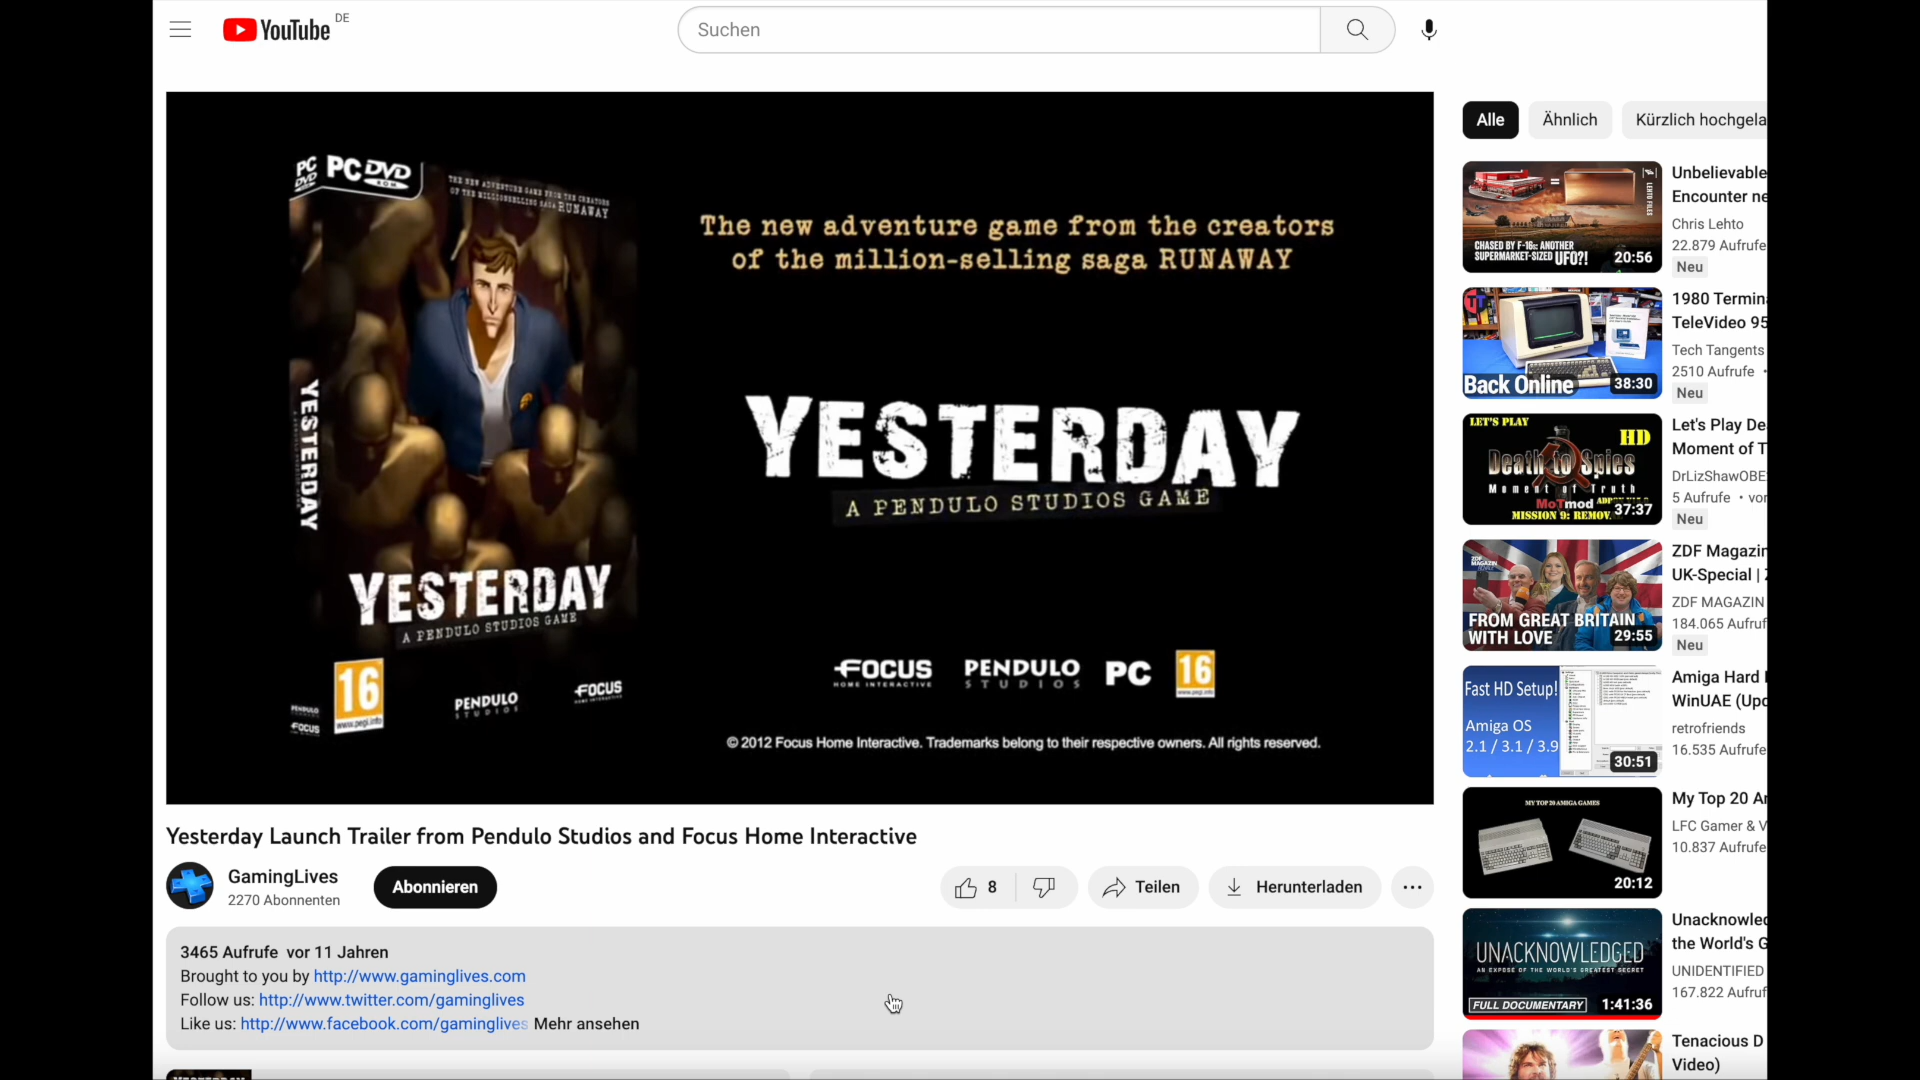 YouTube DE
Suchen
PC DVD
PC DVD ROM
THE NEW ADVENTURE GAME FROM THE CREATORS
OF THE MILLIONSELLING SAGA RUNAWAY
YESTERDAY
YESTERDAY
A PENDULO STUDIOS GAME
16
www.pegi.info
PENDULO STUDIOS
FOCUS
HOME INTERACTIVE
PENDULO
FOCUS
The new adventure game from the creators
of the million-selling saga RUNAWAY
YESTERDAY
A PENDULO STUDIOS GAME
FOCUS HOME INTERACTIVE PENDULO STUDIOS PC 16
www.pegi.info
© 2012 Focus Home Interactive. Trademarks belong to their respective owners. All rights reserved.
Yesterday Launch Trailer from Pendulo Studios and Focus Home Interactive
GamingLives
2270 Abonnenten
Abonnieren
8
Teilen
Herunterladen
3465 Aufrufe vor 11 Jahren
Brought to you by http://www.gaminglives.com
Follow us: http://www.twitter.com/gaminglives
Like us: http://www.facebook.com/gaminglives Mehr ansehen
Alle Ähnlich Kürzlich hochgela
LEHTO FILES
CHASED BY F-16s: ANOTHER
SUPERMARKET-SIZED UFO?!
20:56
Unbelievable
Encounter ne
Chris Lehto
22.879 Aufrufe
Neu
TT
Back Online
38:30
1980 Termina
TeleVideo 95
Tech Tangents
2510 Aufrufe •
Neu
LET'S PLAY
HD
Death to Spies
Moment of Truth
MoTmod
MISSION 9: REMOV
37:37
Let's Play De
Moment of T
DrLizShawOBE
5 Aufrufe • vor
Neu
ZDF MAGAZIN
FROM GREAT BRITAIN
WITH LOVE
29:55
ZDF Magazin
UK-Special |
ZDF MAGAZIN
184.065 Aufruf
Neu
Fast HD Setup!
Amiga OS
2.1 / 3.1 / 3.9
30:51
Amiga Hard
WinUAE (Upd
retrofriends
16.535 Aufrufe
MY TOP 20 AMIGA GAMES
20:12
My Top 20 A
LFC Gamer & V
10.837 Aufrufe
UNACKNOWLEDGED
AN EXPOSE OF THE WORLD'S GREATEST SECRET
FULL DOCUMENTARY
1:41:36
Unacknowled
the World's G
UNIDENTIFIED
167.822 Aufruf
Tenacious D
Video)